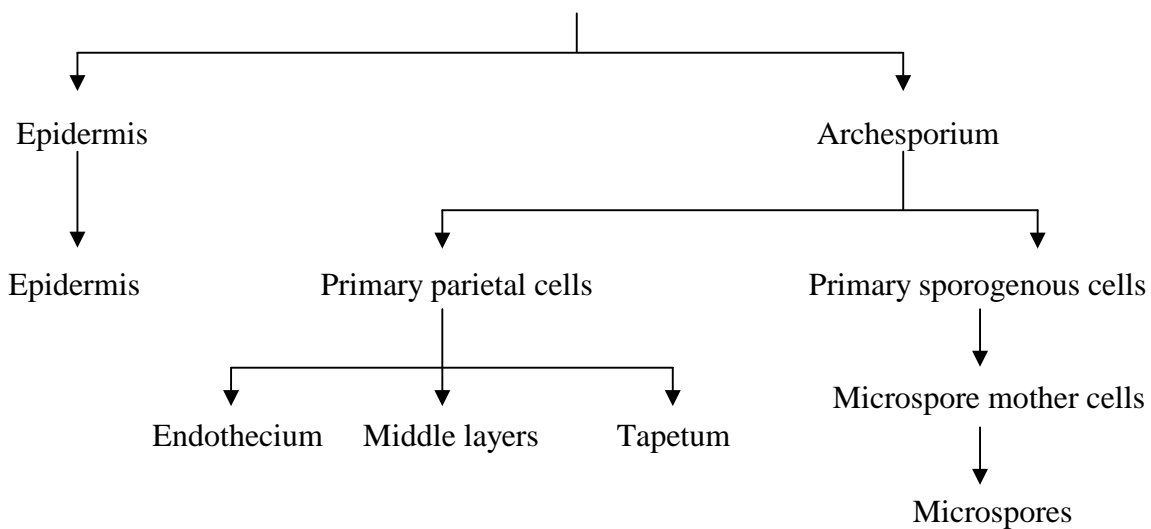 Epidermis Archesporium
Epidermis Primary parietal cells Primary sporogenous cells
Microspore mother cells
Endothecium Middle layers Tapetum
Microspores